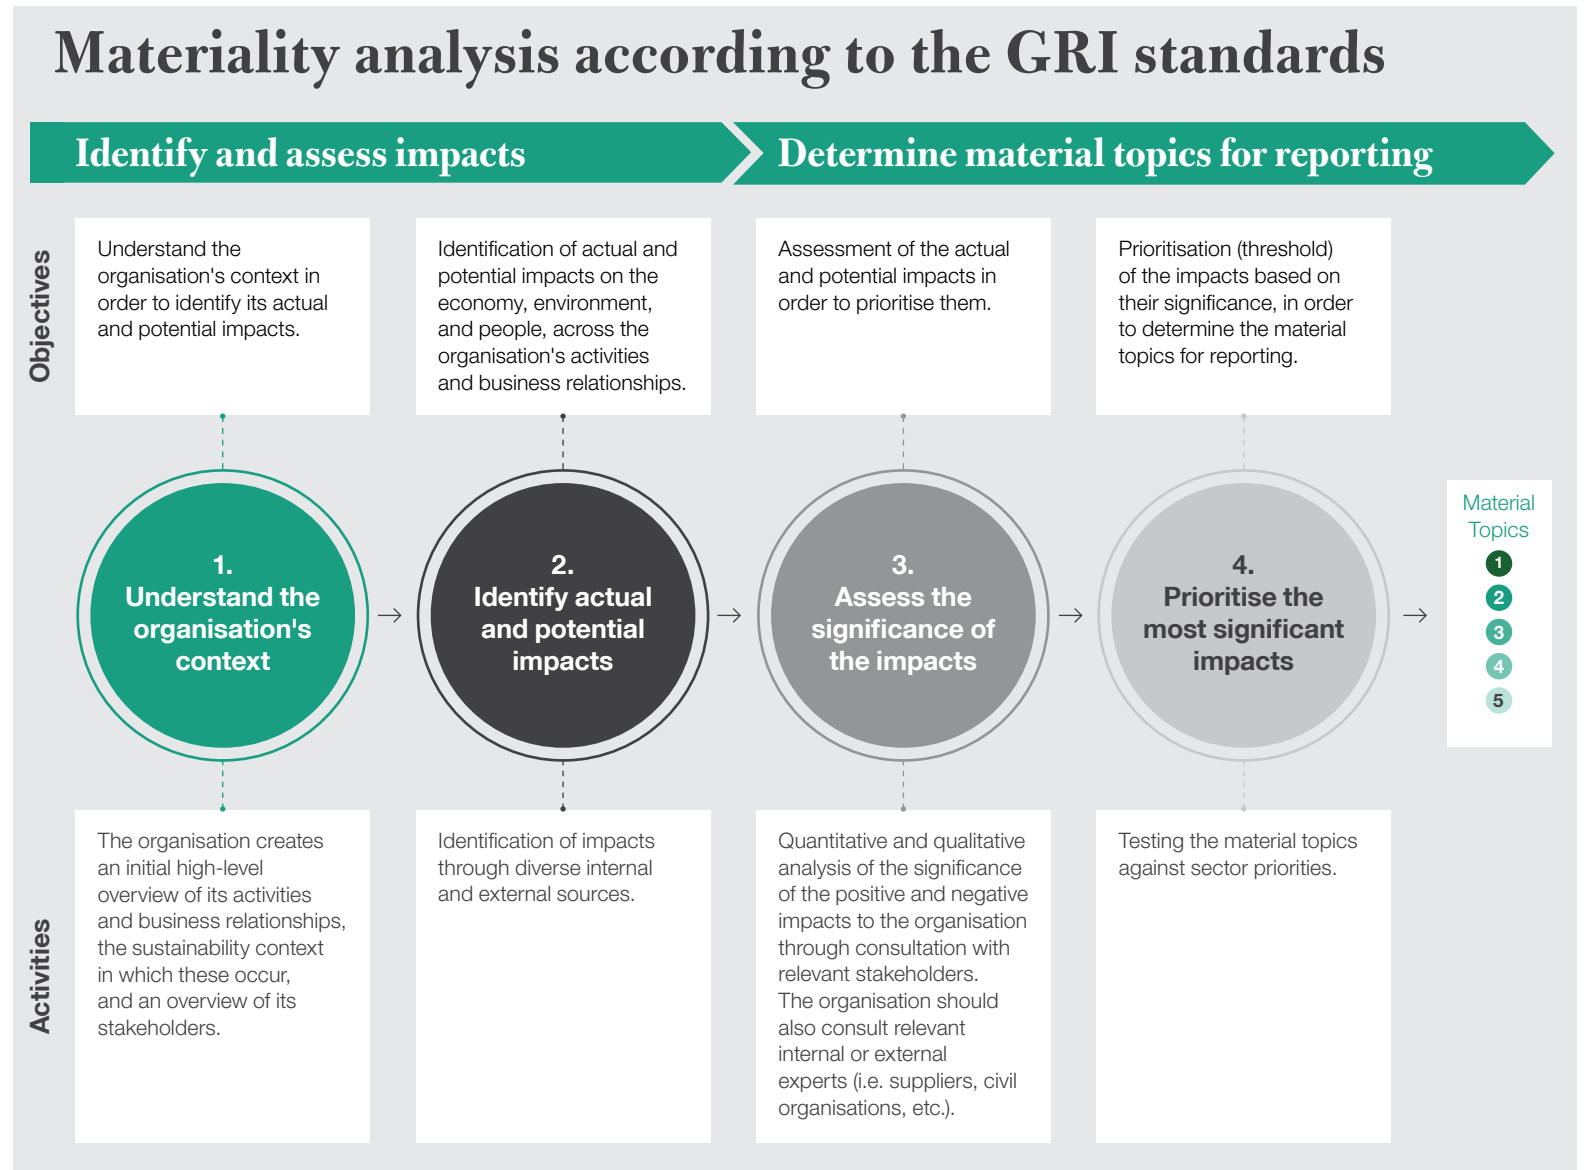 Materiality analysis according to the GRI standards
Identify and assess impacts
Determine material topics for reporting
Objectives
Understand the
organisation's context in
order to identify its actual
and potential impacts.
Identification of actual and
potential impacts on the
economy, environment,
and people, across the
organisation's activities
and business relationships.
Assessment of the actual
and potential impacts in
order to prioritise them.
Prioritisation (threshold)
of the impacts based on
their significance, in order
to determine the material
topics for reporting.
1.
Understand the
organisation's
context
2.
Identify actual
and potential
impacts
3.
Assess the
significance of
the impacts
4.
Prioritise the
most significant
impacts
Material
Topics
1
2
3
4
5
Activities
The organisation creates
an initial high-level
overview of its activities
and business relationships,
the sustainability context
in which these occur,
and an overview of its
stakeholders.
Identification of impacts
through diverse internal
and external sources.
Quantitative and qualitative
analysis of the significance
of the positive and negative
impacts to the organisation
through consultation with
relevant stakeholders.
The organisation should
also consult relevant
internal or external
experts (i.e. suppliers, civil
organisations, etc.).
Testing the material topics
against sector priorities.